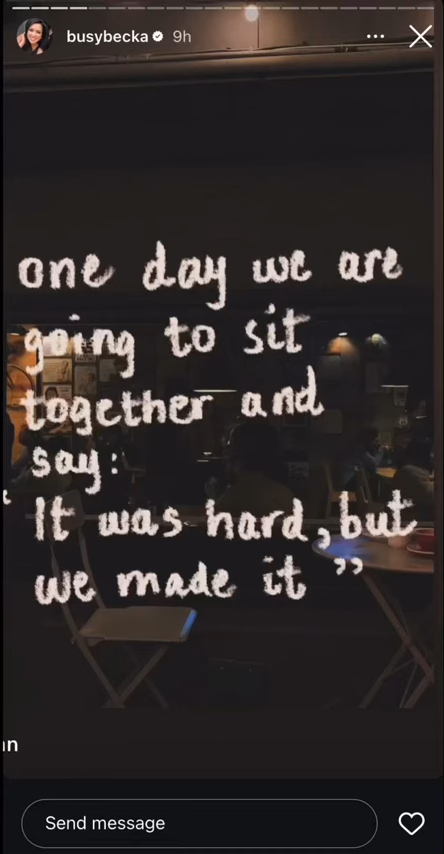 busybecka 9h
one day we are
going to sit
together and
say:
“
It was hard, but
we made it ”
Send message